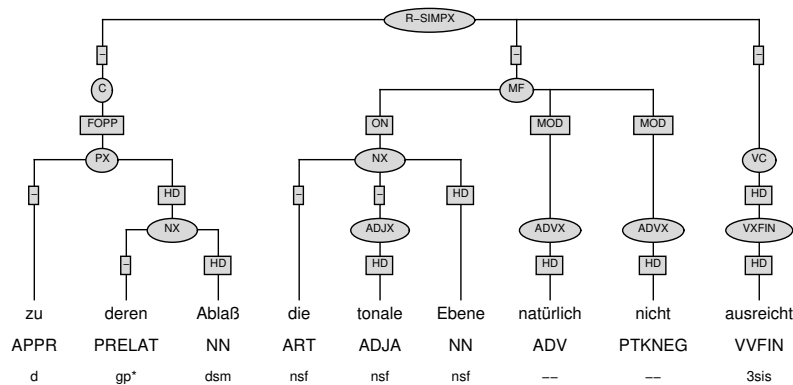 R–SIMPX
– – –
C MF
FOPP ON MOD MOD
PX NX VC
– HD – – HD HD
NX ADJX ADVX ADVX VXFIN
– HD HD HD HD HD
zu deren Ablaß die tonale Ebene natürlich nicht ausreicht
APPR PRELAT NN ART ADJA NN ADV PTKNEG VVFIN
d gp* dsm nsf nsf nsf –– –– 3sis